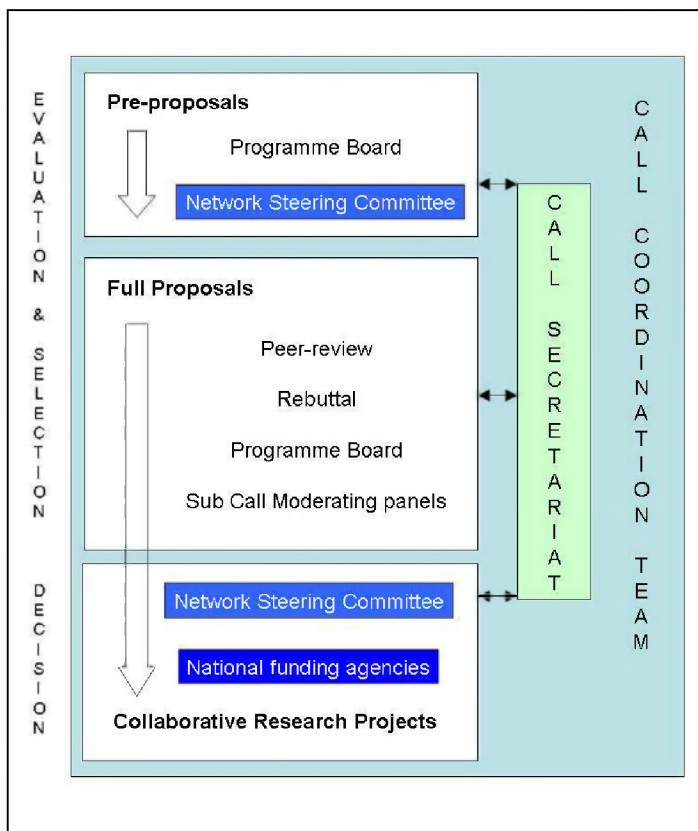 EVALUATION & SELECTION
DECISION
Pre-proposals
Programme Board
Network Steering Committee
Full Proposals
Peer-review
Rebuttal
Programme Board
Sub Call Moderating panels
Network Steering Committee
National funding agencies
Collaborative Research Projects
CALL SECRETARIAT
CALL COORDINATION TEAM